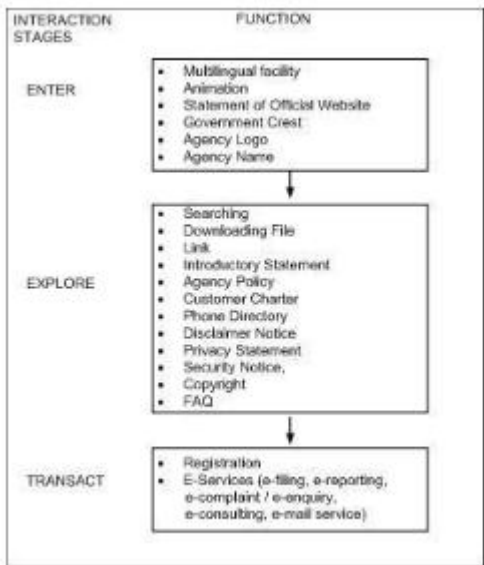 INTERACTION STAGES
FUNCTION
ENTER
• Multilingual facility
• Animation
• Statement of Official Website
• Government Crest
• Agency Logo
• Agency Name
EXPLORE
• Searching
• Downloading File
• Link
• Introductory Statement
• Agency Policy
• Customer Charter
• Phone Directory
• Disclaimer Notice
• Privacy Statement
• Security Notice,
• Copyright
• FAQ
TRANSACT
• Registration
• E-Services (e-filing, e-reporting,
e-complaint / e-enquiry,
e-consulting, e-mail service)